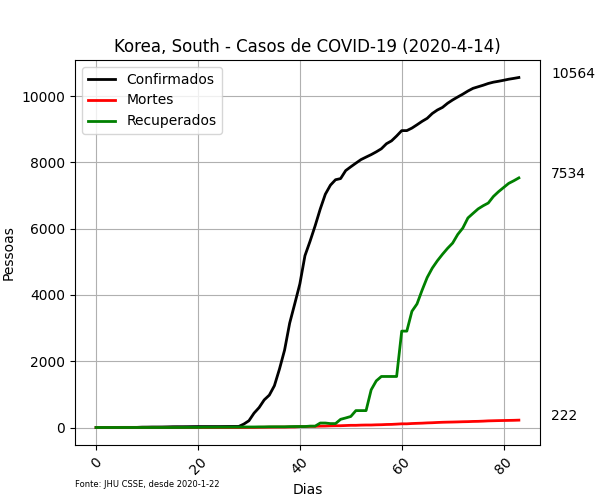 Korea, South - Casos de COVID-19 (2020-4-14)
Confirmados
Mortes
Recuperados
10564
7534
222
Pessoas
10000
8000
6000
4000
2000
0
0 20 40 60 80
Dias
Fonte: JHU CSSE, desde 2020-1-22